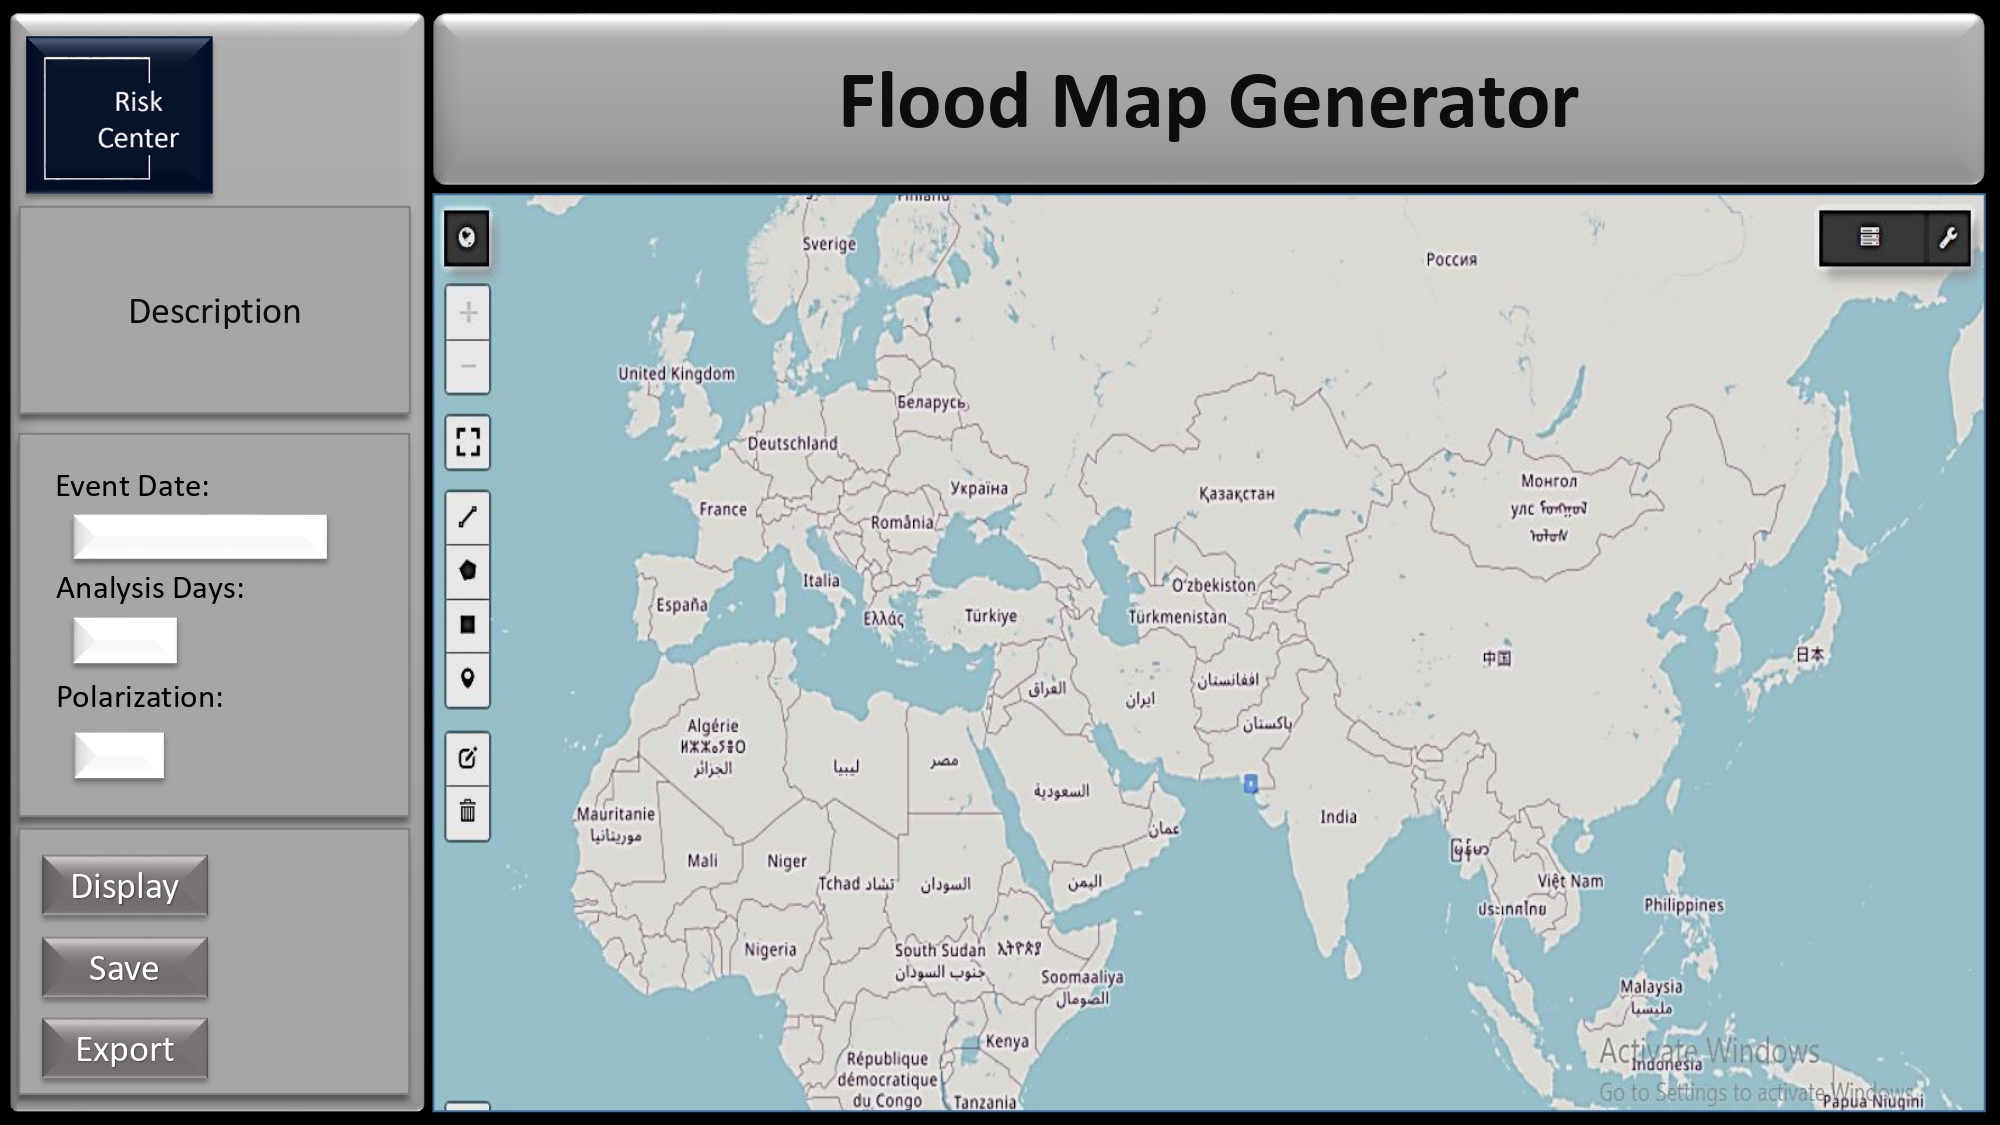 Risk
Center
Flood Map Generator
Description
Event Date:
Analysis Days:
Polarization:
Display
Save
Export
Sverige
Россия
United Kingdom
Беларусь
Deutschland
Україна
France
România
Қазақстан
Монгол
улс
Italia
O'zbekiston
España
Ελλάς
Türkiye
Türkmenistan
中国
日本
العراق
ایران
افغانستان
پاکستان
Algérie
الجزائر
ليبيا
مصر
السعودية
عمان
India
Mauritanie
موريتانيا
Mali
Niger
Tchad تشاد
السودان
اليمن
မြန်မာ
Việt Nam
ประเทศไทย
Philippines
Nigeria
South Sudan
جنوب السودان
Soomaaliya
الصومال
Malaysia
مليسيا
Kenya
République
démocratique
du Congo
Tanzania
Indonesia
Papua Niugini
Activate Windows
Go to Settings to activate Windows.